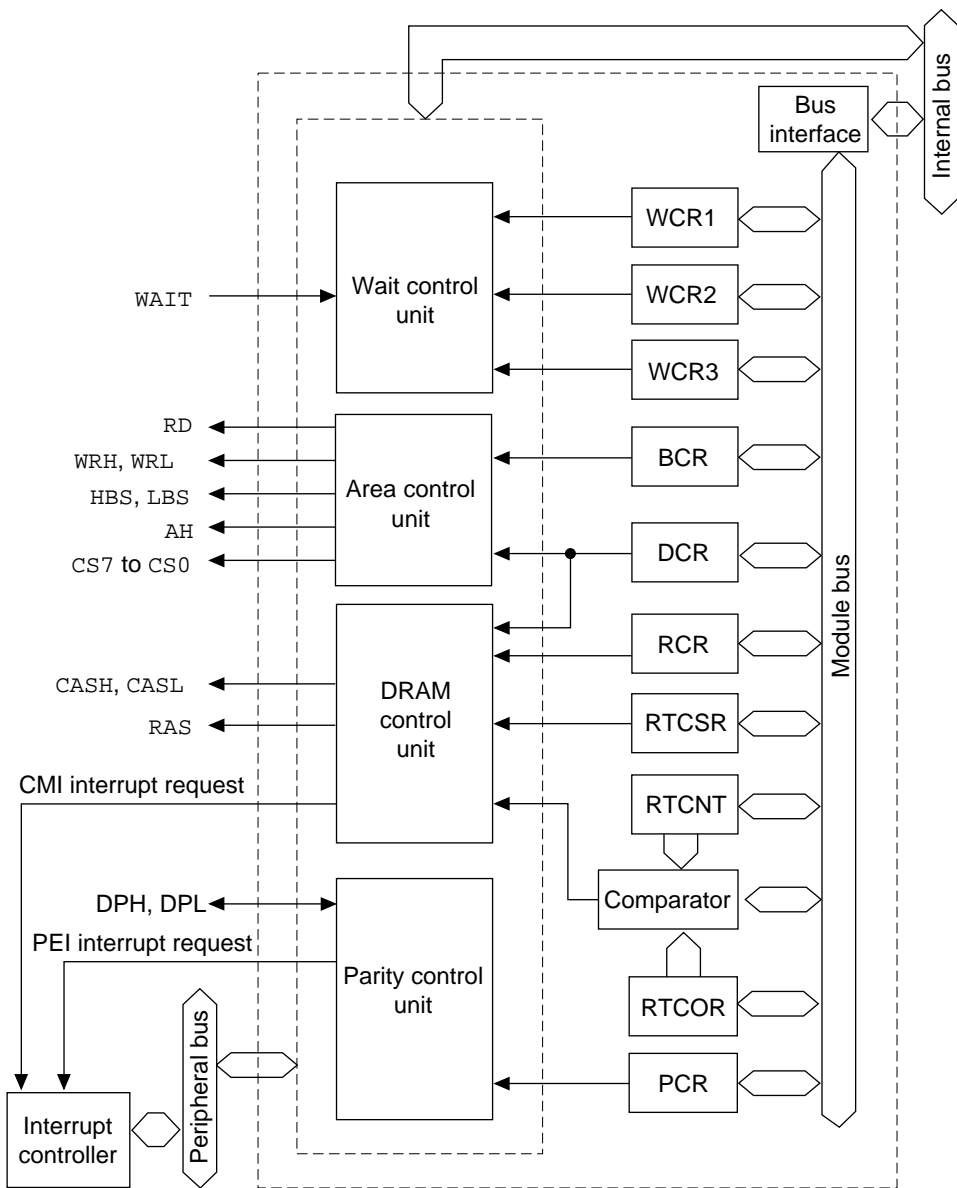 Internal bus
Bus
interface
WCR1
Wait control
unit
WAIT
WCR2
WCR3
RD
WRH, WRL
HBS, LBS
AH
CS7 to CS0
Area control
unit
BCR
DCR
Module bus
RCR
CASH, CASL
RAS
DRAM
control
unit
RTCSR
CMI interrupt request
RTCNT
Comparator
DPH, DPL
PEI interrupt request
Parity control
unit
RTCOR
PCR
Peripheral bus
Interrupt
controller